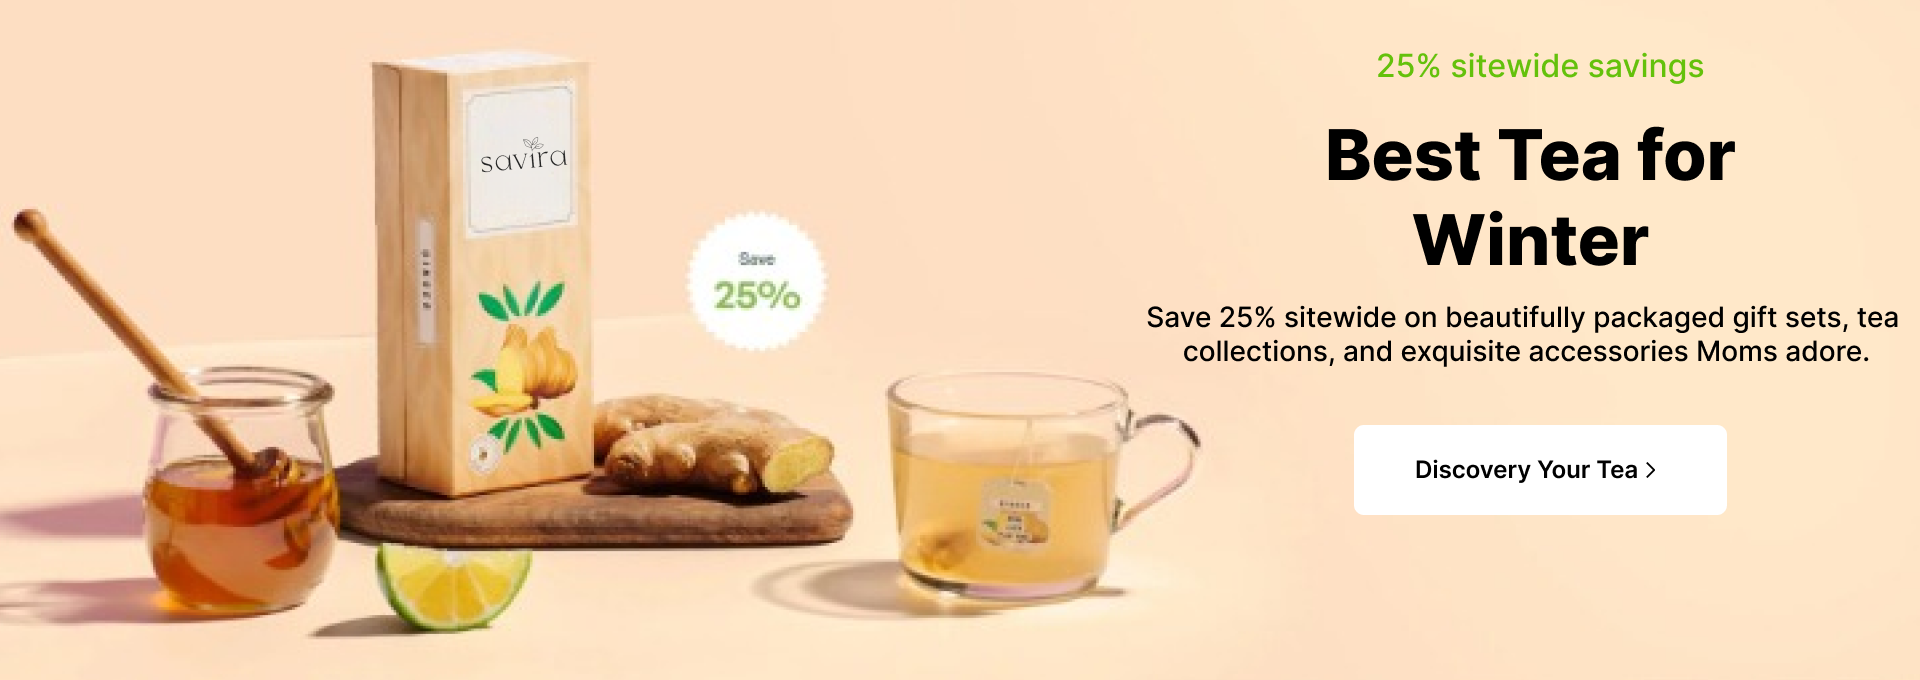 savira
GINGER
Save
25%
25% sitewide savings
Best Tea for
Winter
Save 25% sitewide on beautifully packaged gift sets, tea
collections, and exquisite accessories Moms adore.
Discovery Your Tea >